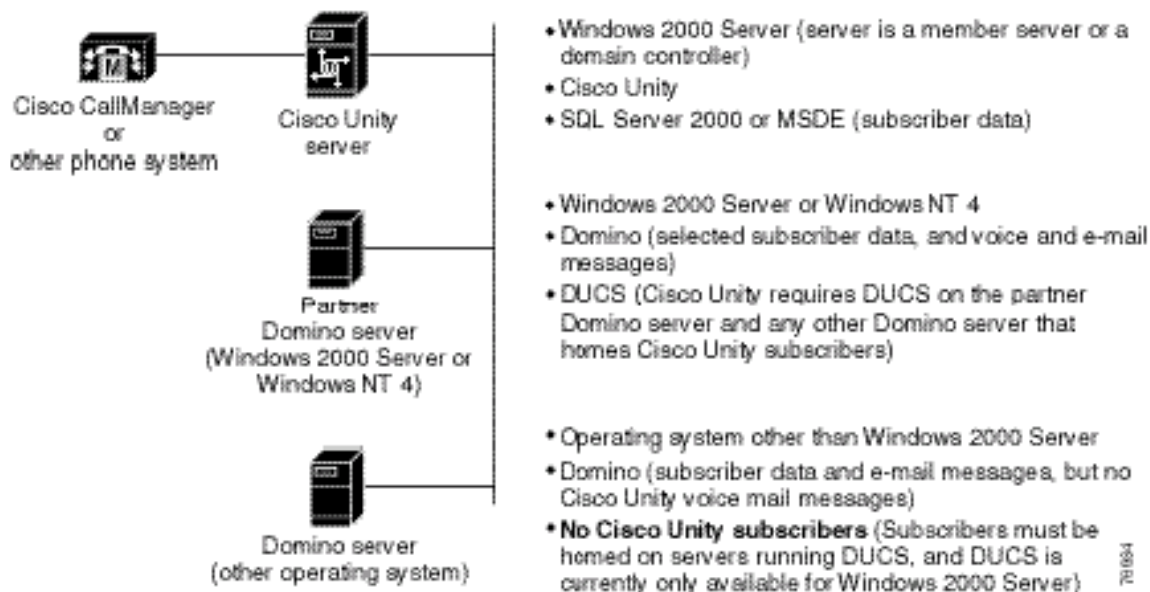 Cisco CallManager
or
other phone system
Cisco Unity
server
• Windows 2000 Server (server is a member server or a
domain controller)
• Cisco Unity
• SQL Server 2000 or MSDE (subscriber data)
Partner
Domino server
(Windows 2000 Server or
Windows NT 4)
• Windows 2000 Server or Windows NT 4
• Domino (selected subscriber data, and voice and e-mail
messages)
• DUCS (Cisco Unity requires DUCS on the partner
Domino server and any other Domino server that
homes Cisco Unity subscribers)
Domino server
(other operating system)
• Operating system other than Windows 2000 Server
• Domino (subscriber data and e-mail messages, but no
Cisco Unity voice mail messages)
• No Cisco Unity subscribers (Subscribers must be
homed on servers running DUCS, and DUCS is
currently only available for Windows 2000 Server)
M